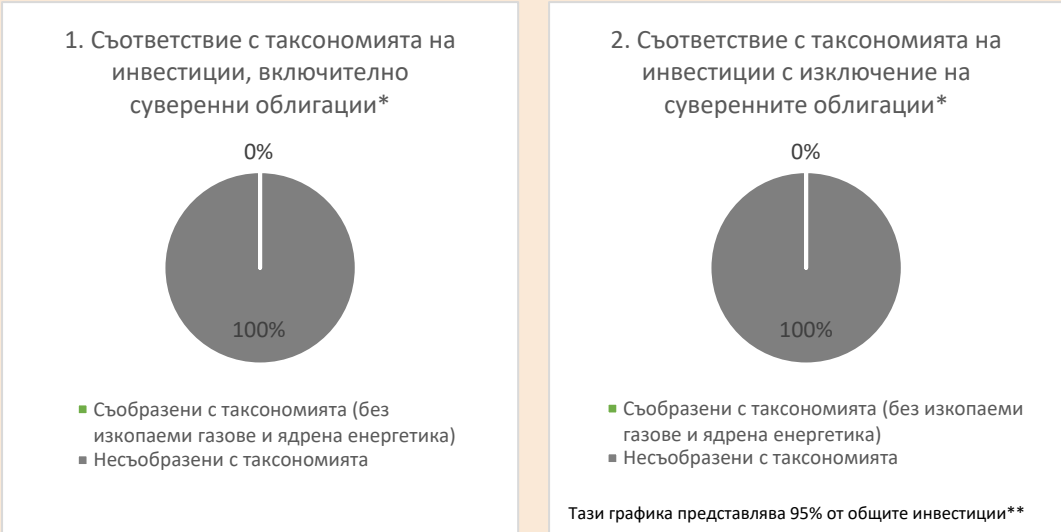 1. Съответствие с таксономията на
инвестиции, включително
суверенни облигации*
0%
100%
Съобразени с таксономията (без
изкопаеми газове и ядрена енергетика)
Несъобразени с таксономията
2. Съответствие с таксономията на
инвестиции с изключение на
суверенните облигации*
0%
100%
Съобразени с таксономията (без изкопаеми
газове и ядрена енергетика)
Несъобразени с таксономията
Тази графика представлява 95% от общите инвестиции**